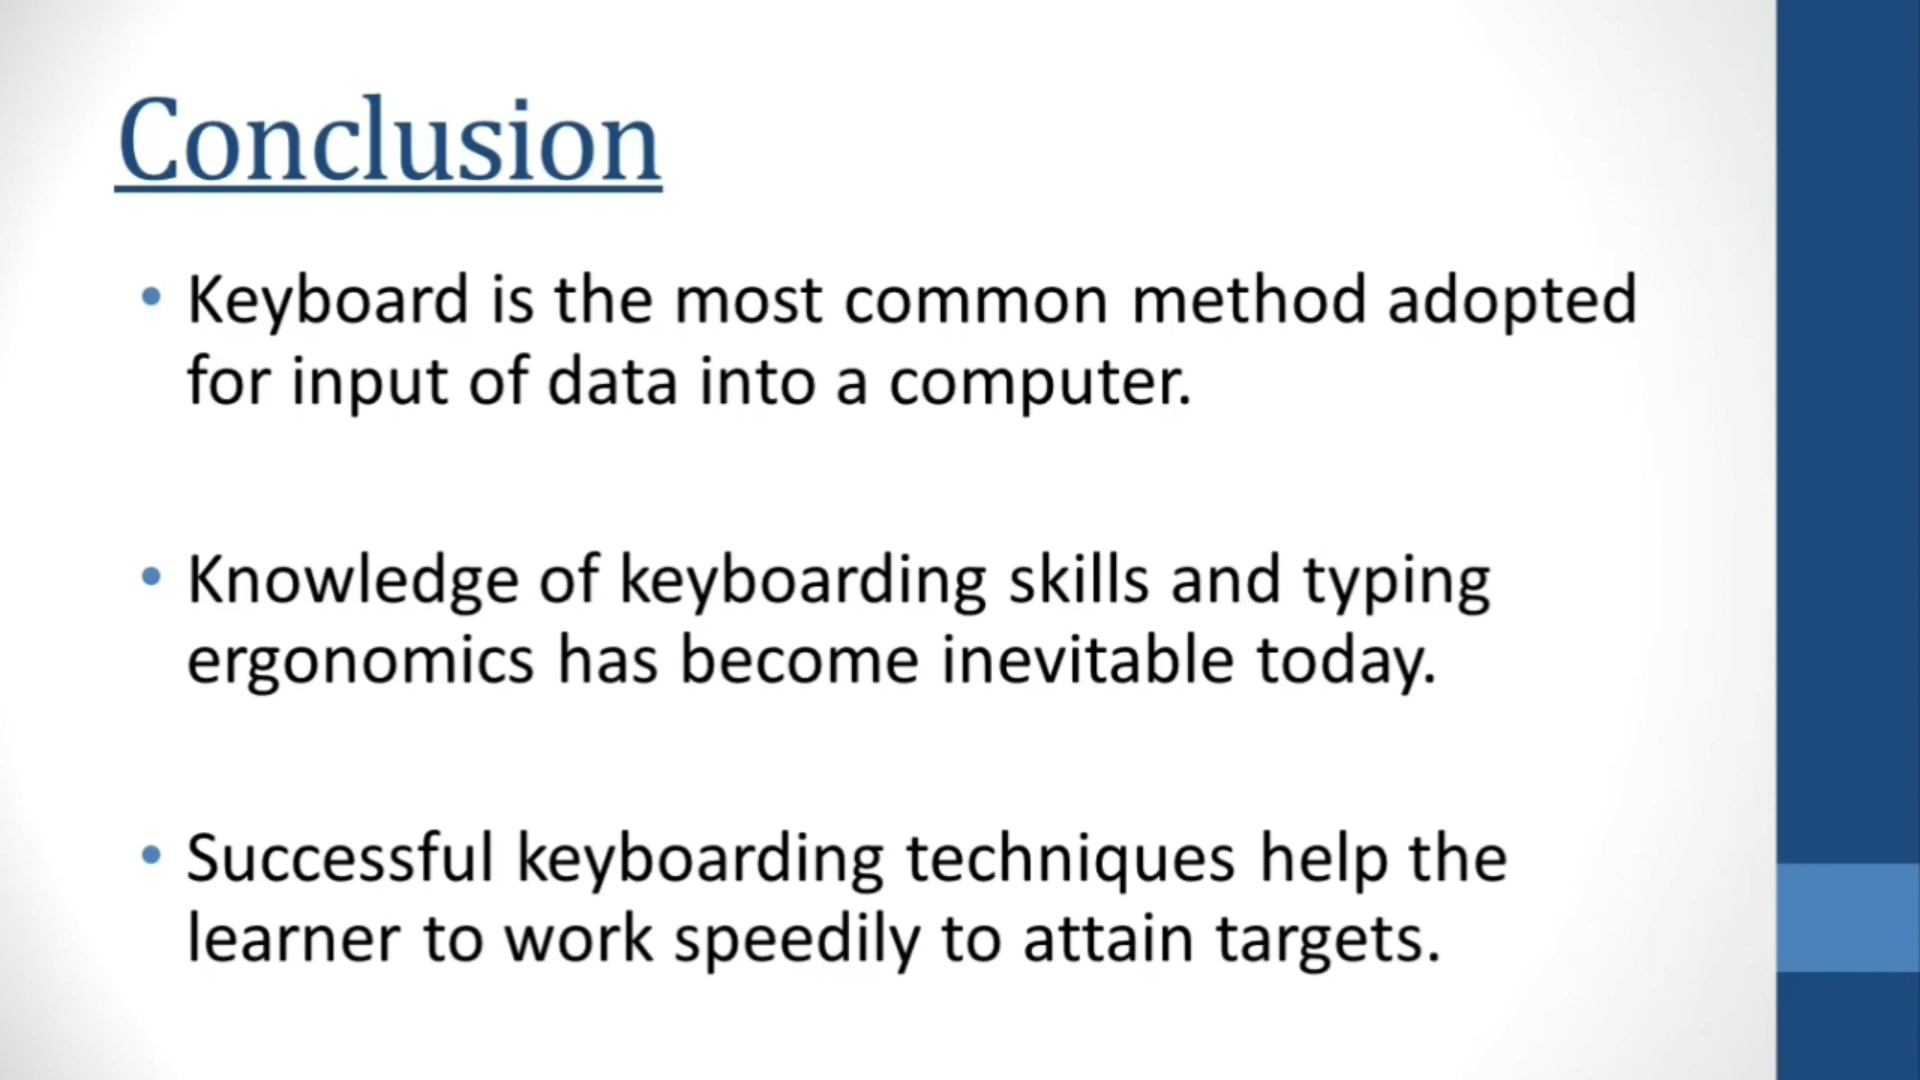 Conclusion
• Keyboard is the most common method adopted
for input of data into a computer.
• Knowledge of keyboarding skills and typing
ergonomics has become inevitable today.
• Successful keyboarding techniques help the
learner to work speedily to attain targets.